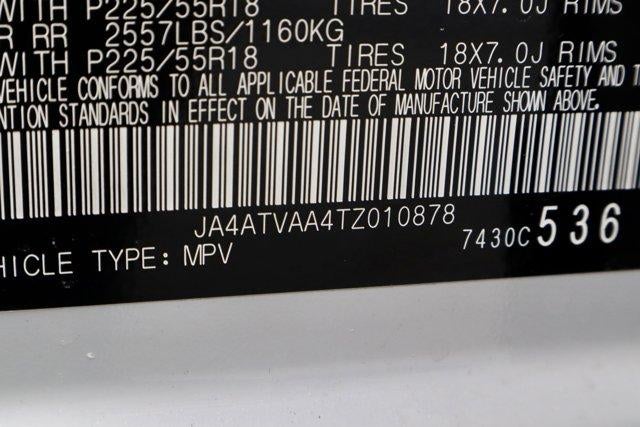 WITH P225/55R18 TIRES 18X7.0J RIMS
RR 2557LBS/1160KG
WITH P225/55R18 TIRES 18X7.0J RIMS
VEHICLE CONFORMS TO ALL APPLICABLE FEDERAL MOTOR VEHICLE SAFETY AND
NTION STANDARDS IN EFFECT ON THE DATE OF MANUFACTURE SHOWN ABOVE.
JA4ATVAA4TZ010878
HICLE TYPE: MPV 7430C 536